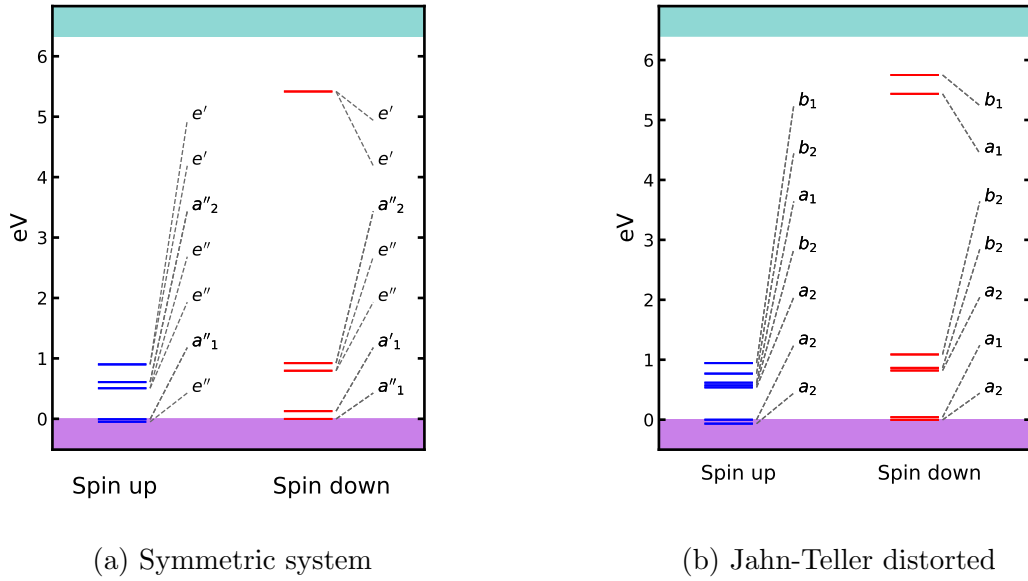 eV
6
5
4
3
2
1
0
e′
e′
a″₂
e″
e″
a″₁
e″
e′
e′
a″₂
e″
e″
a′₁
a″₁
Spin up
Spin down
(a) Symmetric system
eV
6
5
4
3
2
1
0
b₁
b₂
a₁
b₂
a₂
a₂
a₂
b₁
a₁
b₂
b₂
a₂
a₁
a₂
Spin up
Spin down
(b) Jahn-Teller distorted